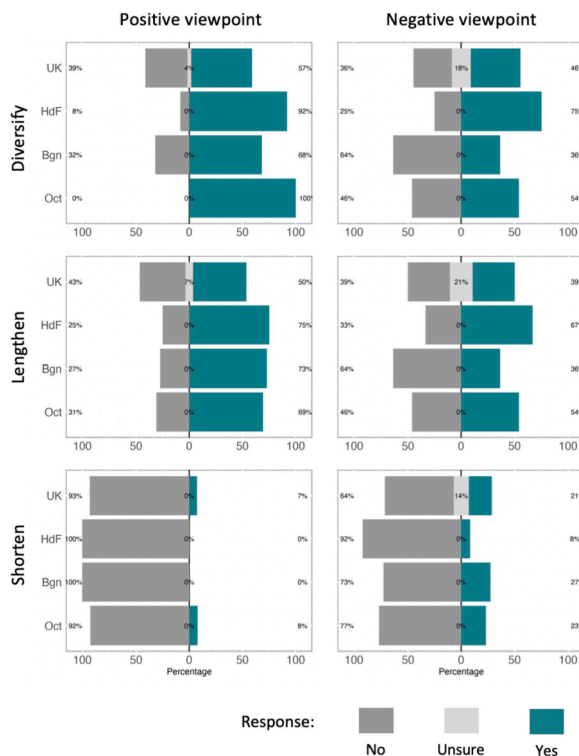 Positive viewpoint Negative viewpoint
Diversify
UK 39% 4% 57% 36% 18% 46%
HdF 8% 0% 92% 25% 0% 75%
Bgn 32% 0% 68% 64% 0% 36%
Oct 0% 0% 100% 46% 0% 54%
100 50 0 50 100 100 50 0 50 100
Lengthen
UK 43% 7% 50% 39% 21% 39%
HdF 25% 0% 75% 33% 0% 67%
Bgn 27% 0% 73% 64% 0% 36%
Oct 31% 0% 69% 46% 0% 54%
100 50 0 50 100 100 50 0 50 100
Shorten
UK 93% 0% 7% 64% 14% 21%
HdF 100% 0% 0% 92% 0% 8%
Bgn 100% 0% 0% 73% 0% 27%
Oct 92% 0% 8% 77% 0% 23%
100 50 0 50 100 100 50 0 50 100
Percentage Percentage
Response:
No Unsure Yes